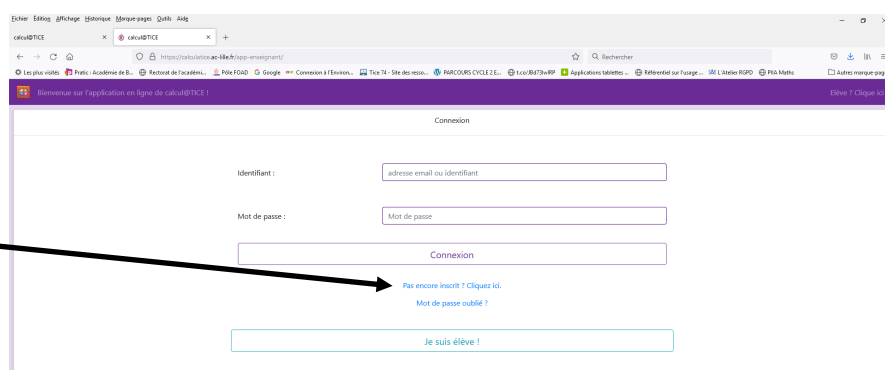 Fichier Édition Affichage Historique Marque-pages Outils Aide
calcul@TICE × calcul@TICE × +
https://calculatice.ac-lille.fr/app-enseignant/ Rechercher
Les plus visités Pratic : Académie de B... Rectorat de l'académi... Pôle FOAD Google Connexion à l'Environ... Tice 74 - Site des resso... PARCOURS CYCLE 2 E... t.co/JBd73lwIRP Applications tablettes ... Référentiel sur l'usage ... L'Atelier RGPD PIIA Maths Autres marque-page
Bienvenue sur l'application en ligne de calcul@TICE ! Elève ? Clique ici
Connexion
Identifiant : adresse email ou identifiant
Mot de passe : Mot de passe
Connexion
Pas encore inscrit ? Cliquez ici.
Mot de passe oublié ?
Je suis élève !